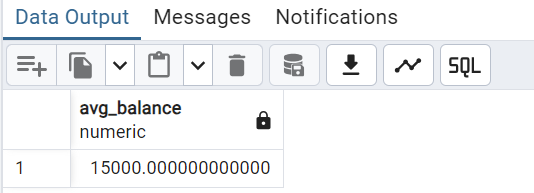 Data Output Messages Notifications
SQL
avg_balance
numeric
1 15000.000000000000